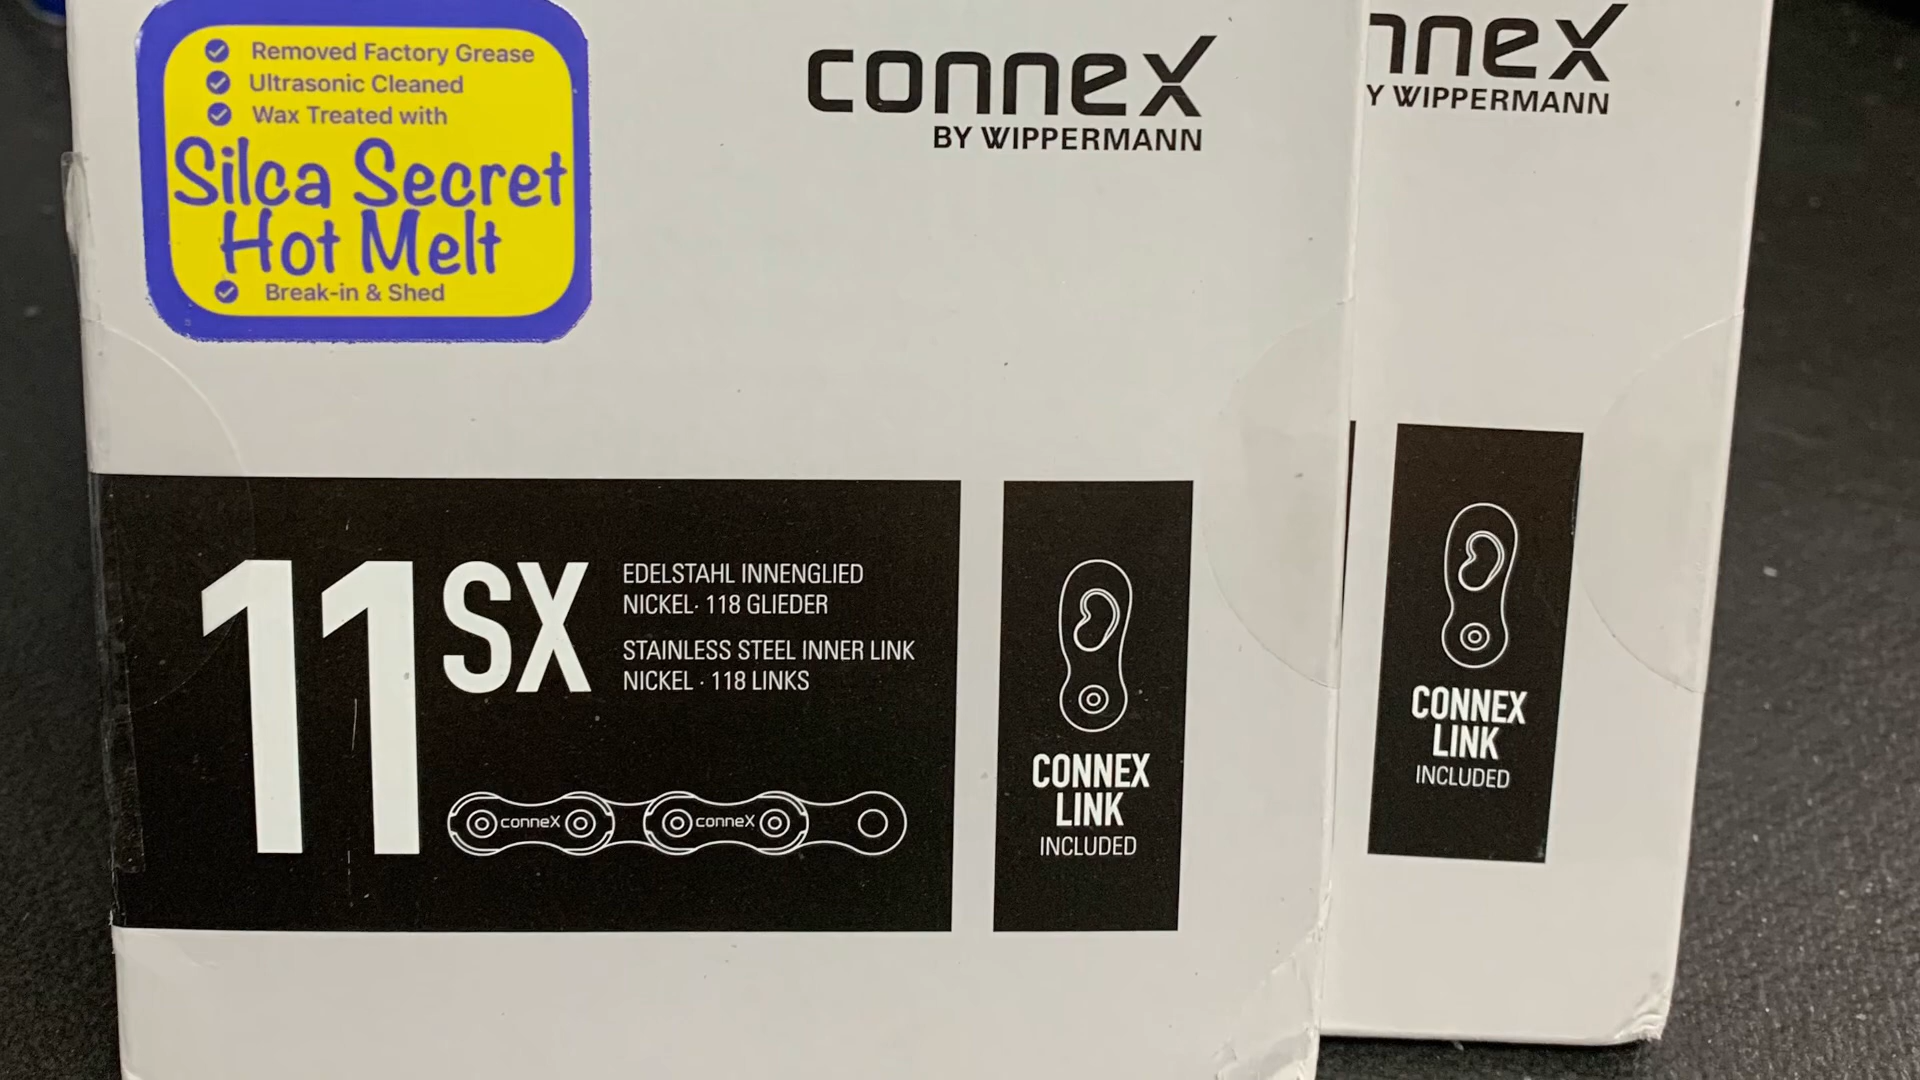 Removed Factory Grease
Ultrasonic Cleaned
Wax Treated with
Silca Secret
Hot Melt
Break-in & Shed
conneX
BY WIPPERMANN
11SX
EDELSTAHL INNENGLIED
NICKEL· 118 GLIEDER
STAINLESS STEEL INNER LINK
NICKEL · 118 LINKS
conneX conneX
CONNEX
LINK
INCLUDED
nneX
Y WIPPERMANN
CONNEX
LINK
INCLUDED